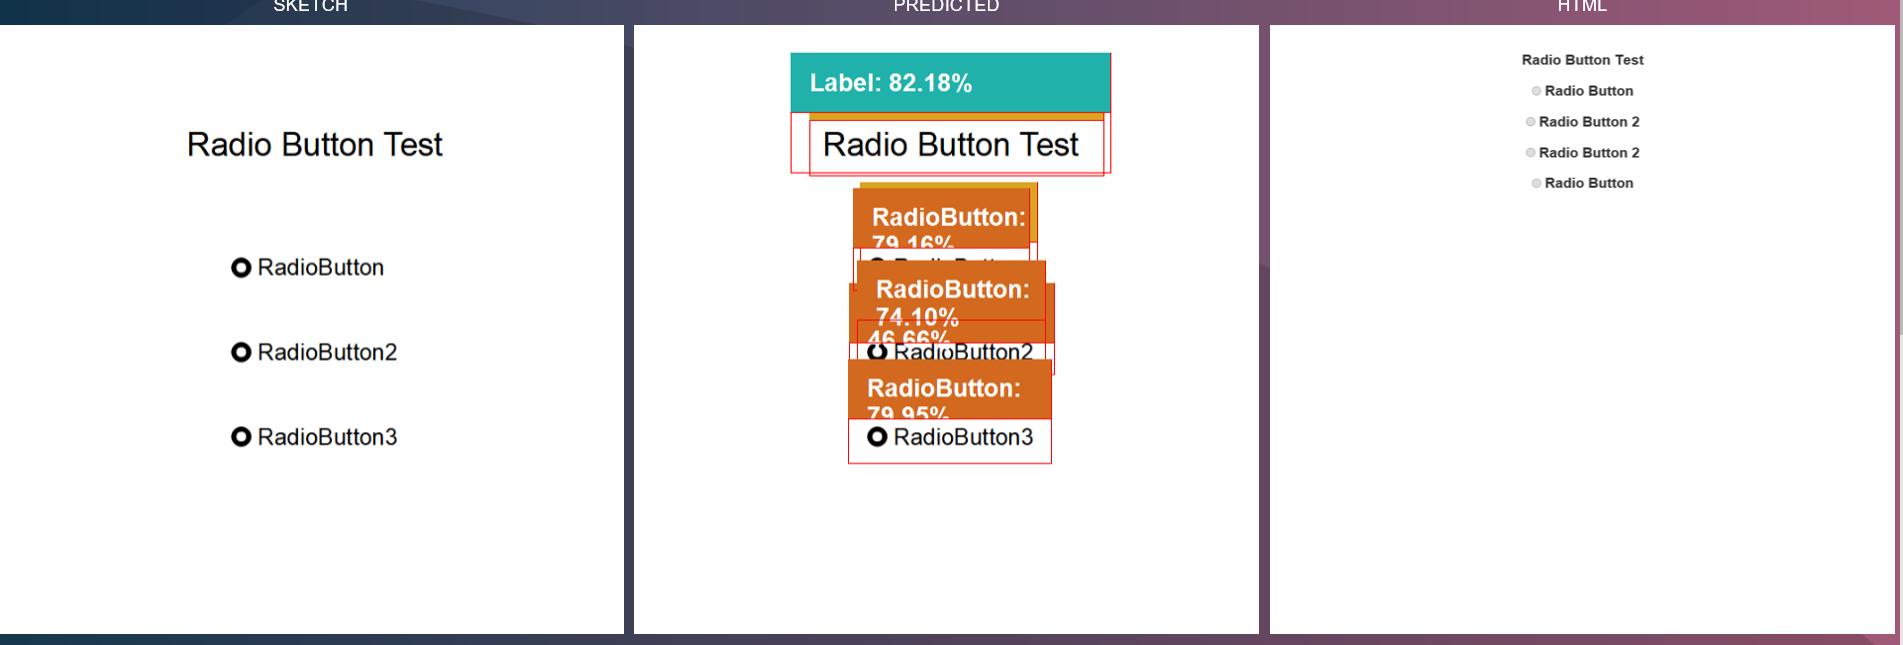 SKETCH
PREDICTED
HTML
Radio Button Test
RadioButton
RadioButton2
RadioButton3
Label: 82.18%
Radio Button Test
RadioButton:
79.16%
RadioButton:
74.10%
46.66%
RadioButton2
RadioButton:
79.95%
RadioButton3
Radio Button Test
Radio Button
Radio Button 2
Radio Button 2
Radio Button